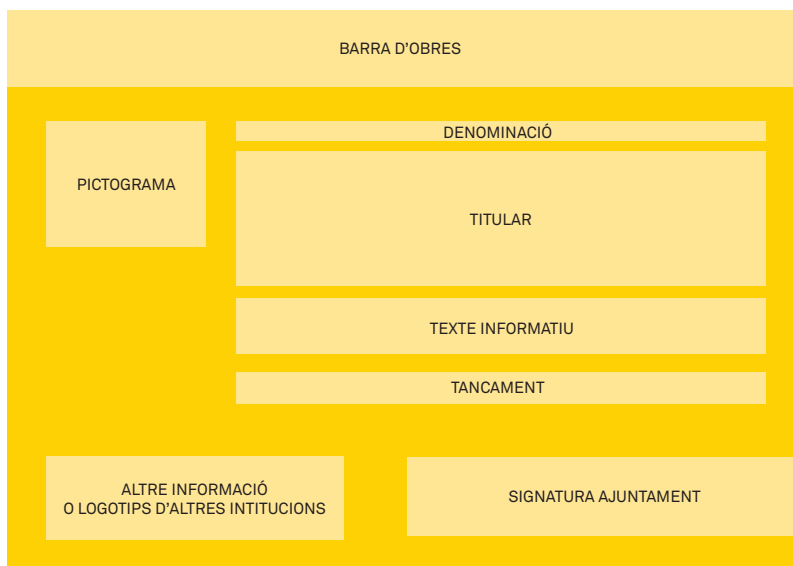 BARRA D'OBRES
DENOMINACIÓ
PICTOGRAMA
TITULAR
TEXTE INFORMATIU
TANCAMENT
ALTRE INFORMACIÓ
O LOGOTIPS D'ALTRES INTITUCIONS
SIGNATURA AJUNTAMENT